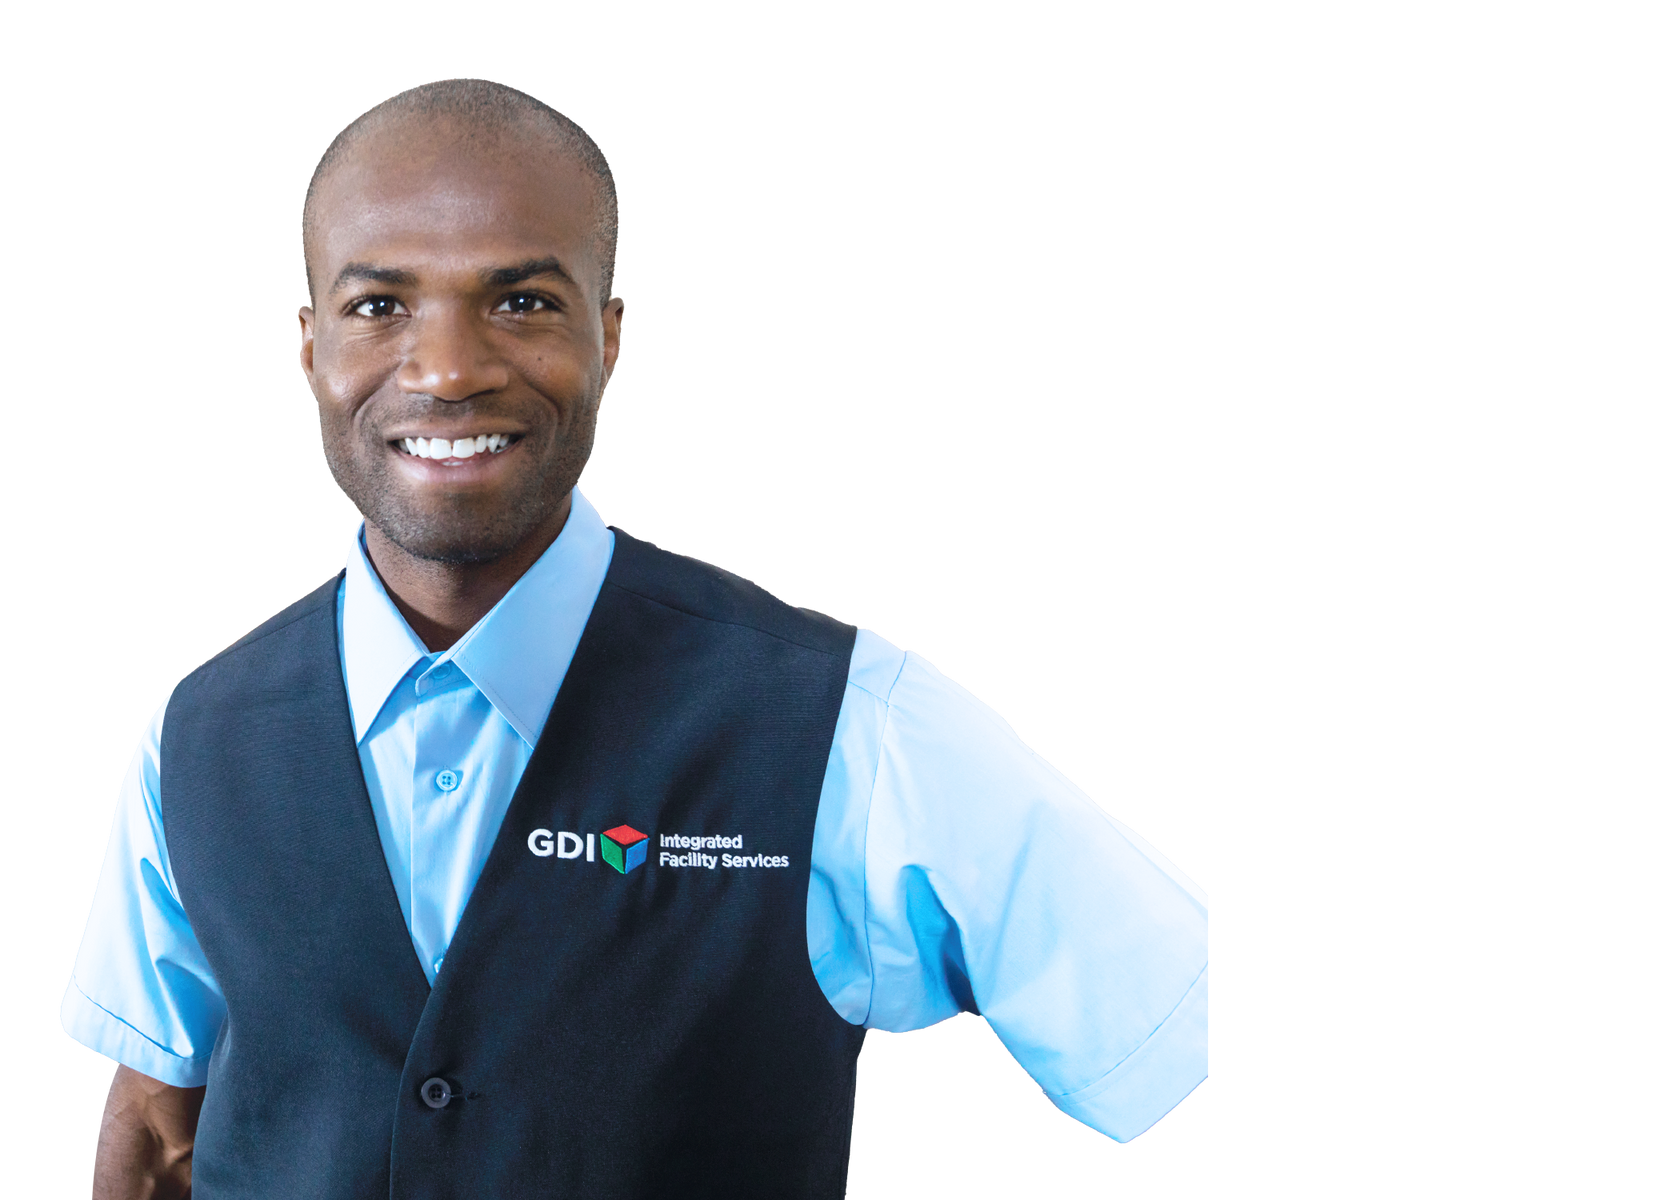 GDI
Integrated
Facility Services